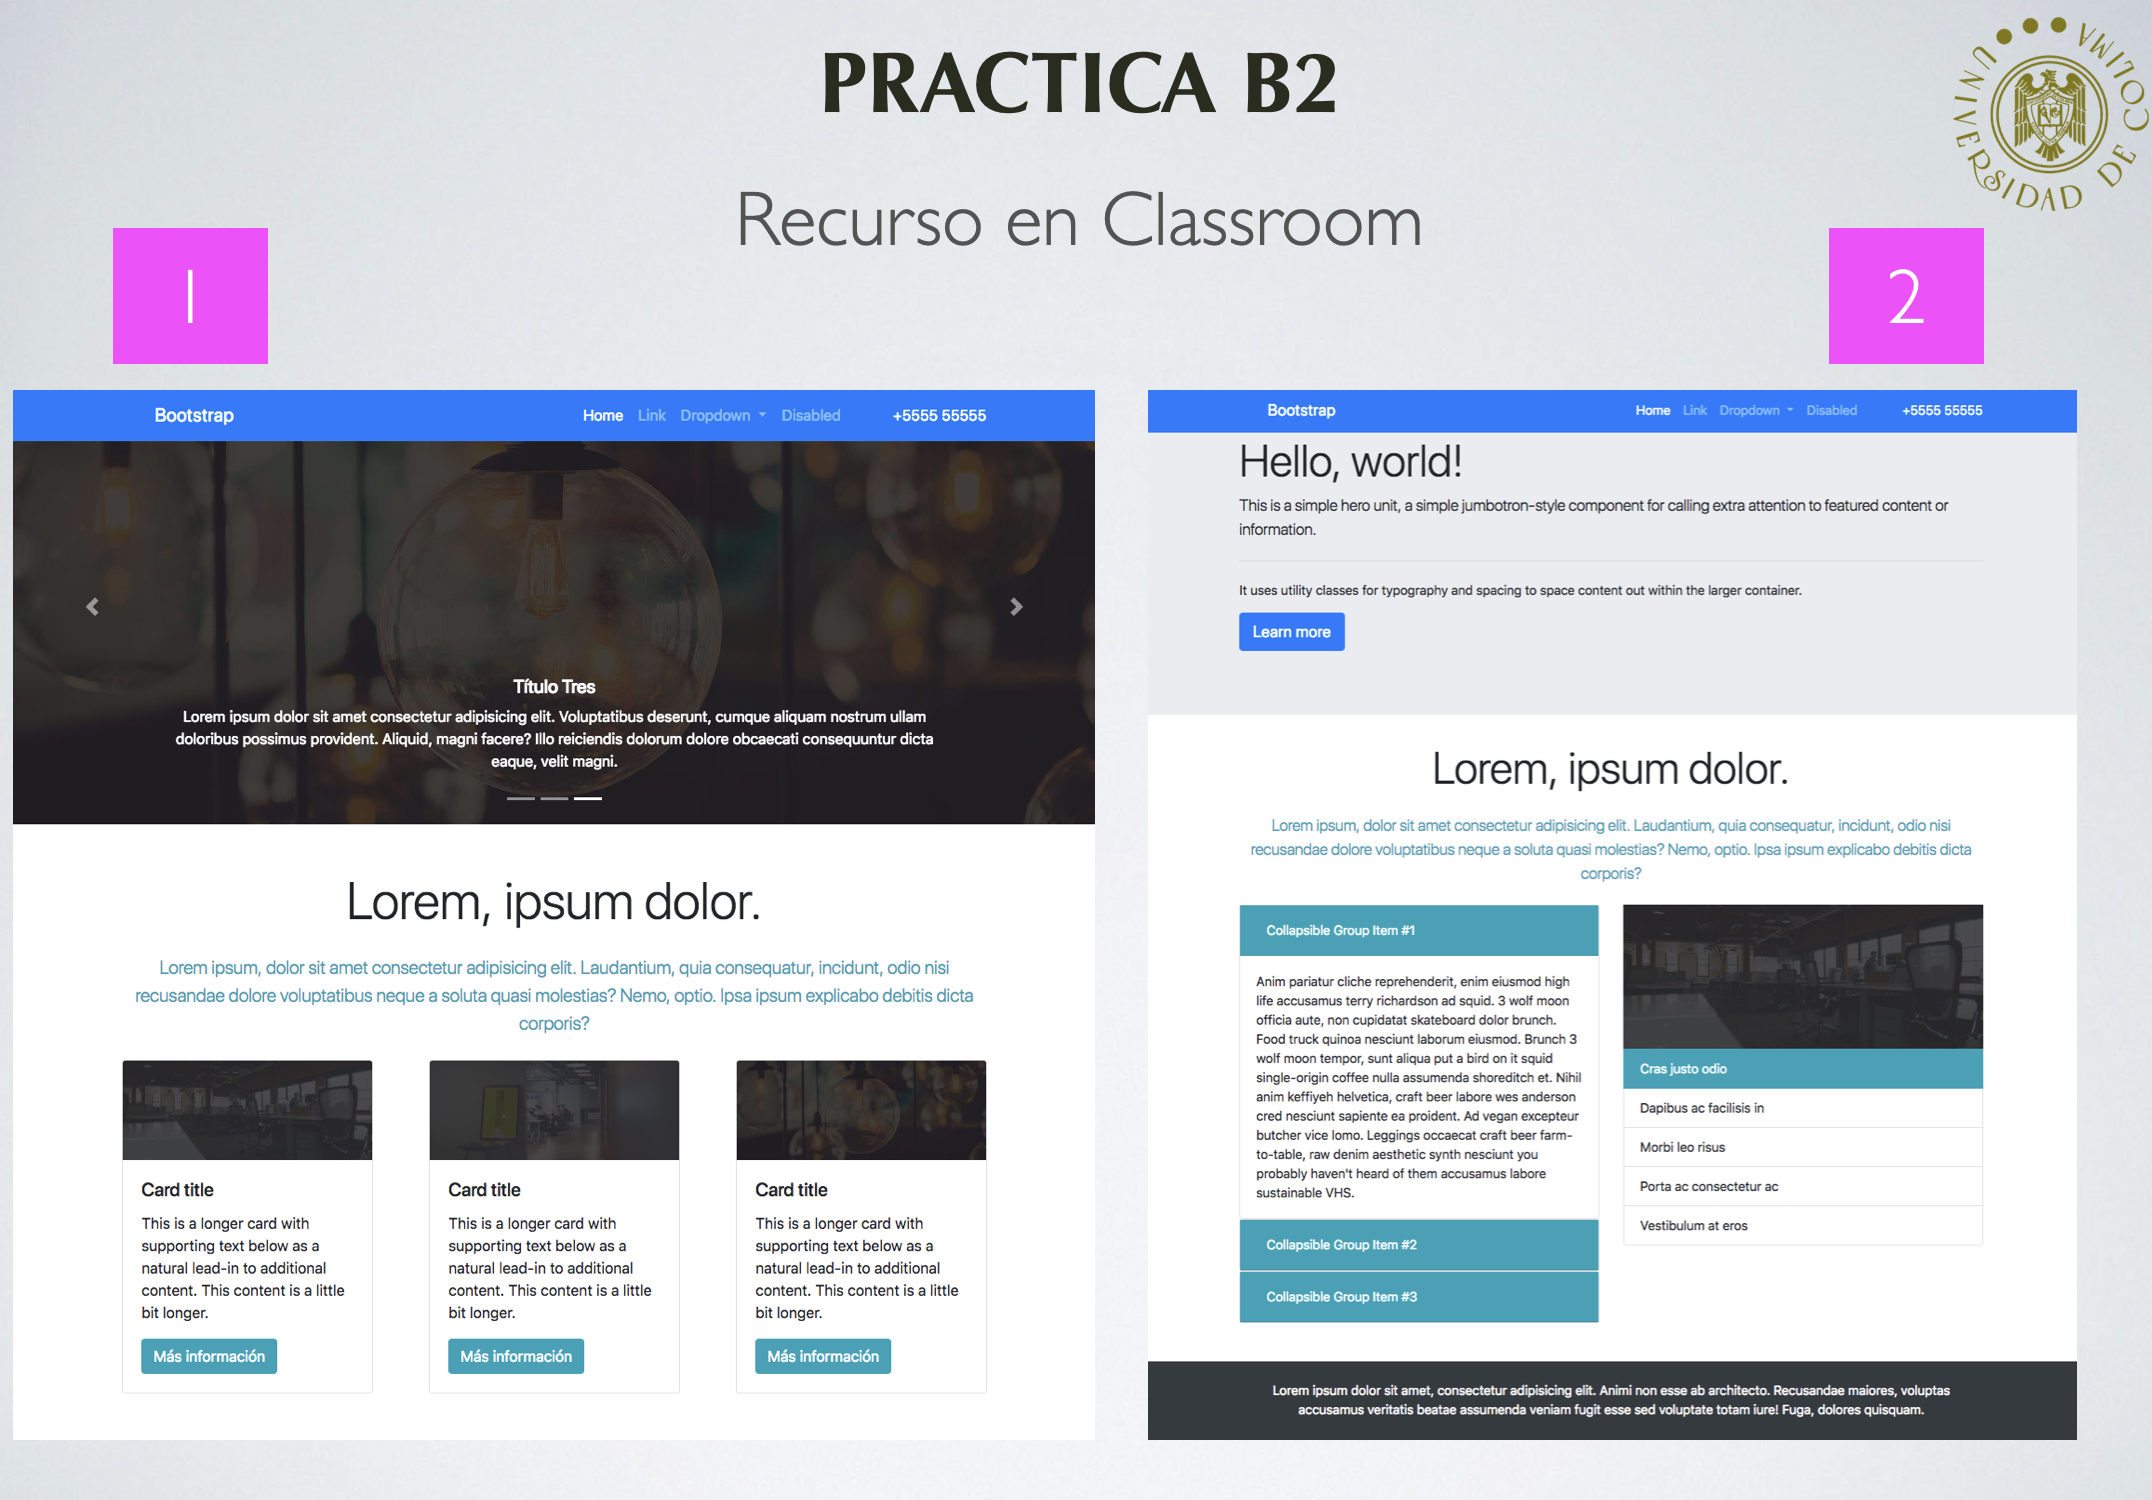 PRACTICA B2
UNIVERSIDAD DE COLIMA
Recurso en Classroom
1
2
Bootstrap
Home Link Dropdown Disabled
+5555 55555
Título Tres
Lorem ipsum dolor sit amet consectetur adipisicing elit. Voluptatibus deserunt, cumque aliquam nostrum ullam
doloribus possimus provident. Aliquid, magni facere? Illo reiciendis dolorum dolore obcaecati consequuntur dicta
eaque, velit magni.
Lorem, ipsum dolor.
Lorem ipsum, dolor sit amet consectetur adipisicing elit. Laudantium, quia consequatur, incidunt, odio nisi
recusandae dolore voluptatibus neque a soluta quasi molestias? Nemo, optio. Ipsa ipsum explicabo debitis dicta
corporis?
Card title
This is a longer card with
supporting text below as a
natural lead-in to additional
content. This content is a little
bit longer.
Más información
Card title
This is a longer card with
supporting text below as a
natural lead-in to additional
content. This content is a little
bit longer.
Más información
Card title
This is a longer card with
supporting text below as a
natural lead-in to additional
content. This content is a little
bit longer.
Más información
Bootstrap
Home Link Dropdown Disabled
+5555 55555
Hello, world!
This is a simple hero unit, a simple jumbotron-style component for calling extra attention to featured content or
information.
It uses utility classes for typography and spacing to space content out within the larger container.
Learn more
Lorem, ipsum dolor.
Lorem ipsum, dolor sit amet consectetur adipisicing elit. Laudantium, quia consequatur, incidunt, odio nisi
recusandae dolore voluptatibus neque a soluta quasi molestias? Nemo, optio. Ipsa ipsum explicabo debitis dicta
corporis?
Collapsible Group Item #1
Anim pariatur cliche reprehenderit, enim eiusmod high
life accusamus terry richardson ad squid. 3 wolf moon
officia aute, non cupidatat skateboard dolor brunch.
Food truck quinoa nesciunt laborum eiusmod. Brunch 3
wolf moon tempor, sunt aliqua put a bird on it squid
single-origin coffee nulla assumenda shoreditch et. Nihil
anim keffiyeh helvetica, craft beer labore wes anderson
cred nesciunt sapiente ea proident. Ad vegan excepteur
butcher vice lomo. Leggings occaecat craft beer farm-
to-table, raw denim aesthetic synth nesciunt you
probably haven't heard of them accusamus labore
sustainable VHS.
Collapsible Group Item #2
Collapsible Group Item #3
Cras justo odio
Dapibus ac facilisis in
Morbi leo risus
Porta ac consectetur ac
Vestibulum at eros
Lorem ipsum dolor sit amet, consectetur adipisicing elit. Animi non esse ab architecto. Recusandae maiores, voluptas
accusamus veritatis beatae assumenda veniam fugit esse sed voluptate totam iure! Fuga, dolores quisquam.